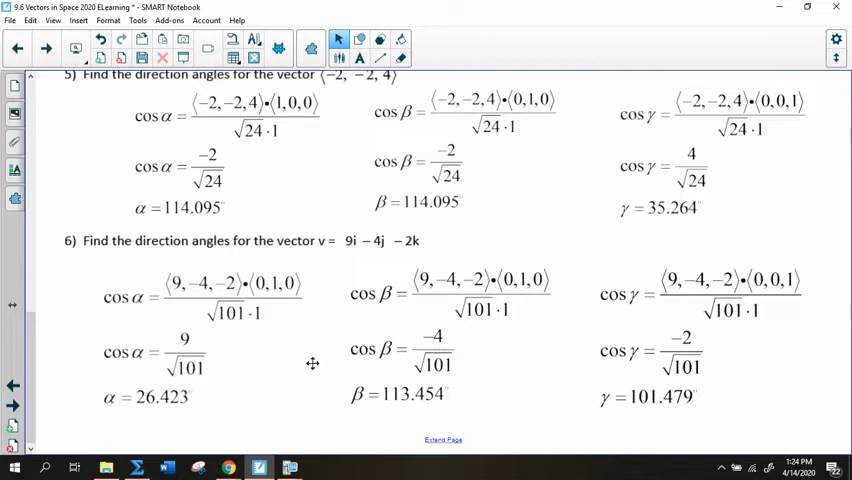 9.6 Vectors in Space 2020 ELearning * - SMART Notebook
File Edit View Insert Format Tools Add-ons Account Help
5) Find the direction angles for the vector ⟨−2, −2, 4⟩
cos α = ⟨−2,−2,4⟩•⟨1,0,0⟩ / √24 · 1
cos β = ⟨−2,−2,4⟩•⟨0,1,0⟩ / √24 · 1
cos γ = ⟨−2,−2,4⟩•⟨0,0,1⟩ / √24 · 1
cos α = −2 / √24
cos β = −2 / √24
cos γ = 4 / √24
α = 114.095°
β = 114.095°
γ = 35.264°
6) Find the direction angles for the vector v = 9i − 4j − 2k
cos α = ⟨9,−4,−2⟩•⟨0,1,0⟩ / √101 · 1
cos β = ⟨9,−4,−2⟩•⟨0,1,0⟩ / √101 · 1
cos γ = ⟨9,−4,−2⟩•⟨0,0,1⟩ / √101 · 1
cos α = 9 / √101
cos β = −4 / √101
cos γ = −2 / √101
α = 26.423°
β = 113.454°
γ = 101.479°
Extend Page
1:24 PM
4/14/2020
22